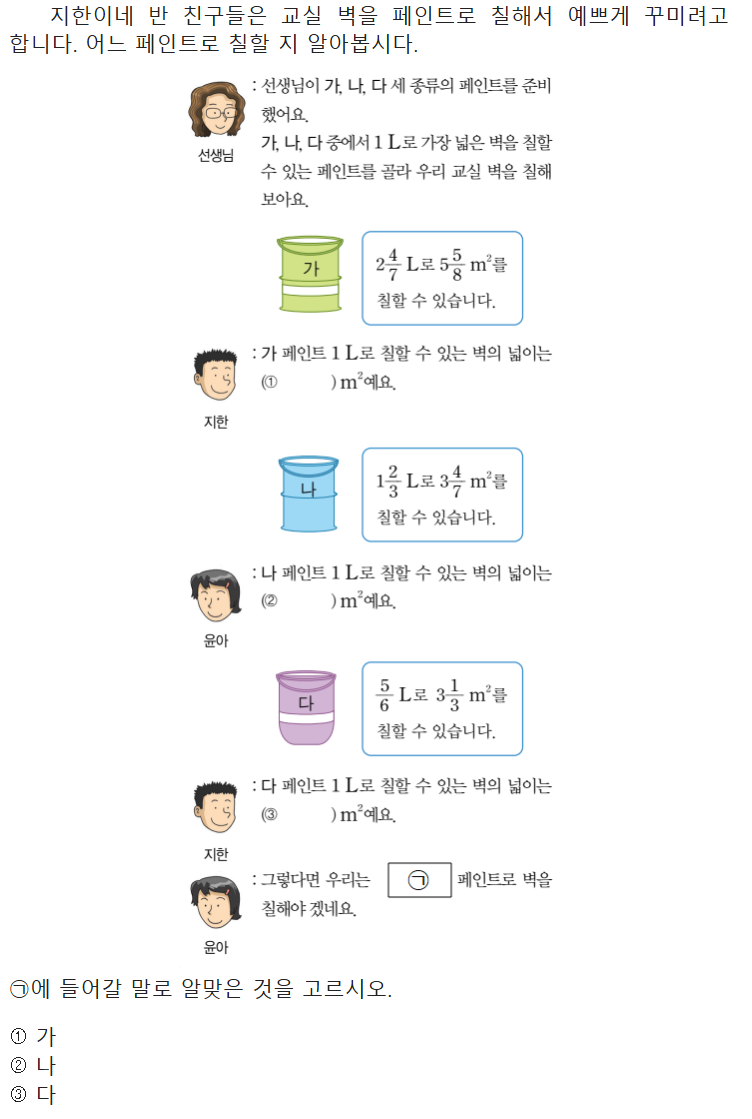 지한이네 반 친구들은 교실 벽을 페인트로 칠해서 예쁘게 꾸미려고
합니다. 어느 페인트로 칠할 지 알아봅시다.
선생님
: 선생님이 가, 나, 다 세 종류의 페인트를 준비
했어요.
가, 나, 다 중에서 1 L로 가장 넓은 벽을 칠할
수 있는 페인트를 골라 우리 교실 벽을 칠해
보아요.
가
2 4/7 L로 5 5/8 m²를
칠할 수 있습니다.
지한
: 가 페인트 1 L로 칠할 수 있는 벽의 넓이는
(① ) m²예요.
나
1 2/3 L로 3 4/7 m²를
칠할 수 있습니다.
윤아
: 나 페인트 1 L로 칠할 수 있는 벽의 넓이는
(② ) m²예요.
다
5/6 L로 3 1/3 m²를
칠할 수 있습니다.
지한
: 다 페인트 1 L로 칠할 수 있는 벽의 넓이는
(③ ) m²예요.
윤아
: 그렇다면 우리는 ㉠ 페인트로 벽을
칠해야 겠네요.
㉠에 들어갈 말로 알맞은 것을 고르시오.
① 가
② 나
③ 다